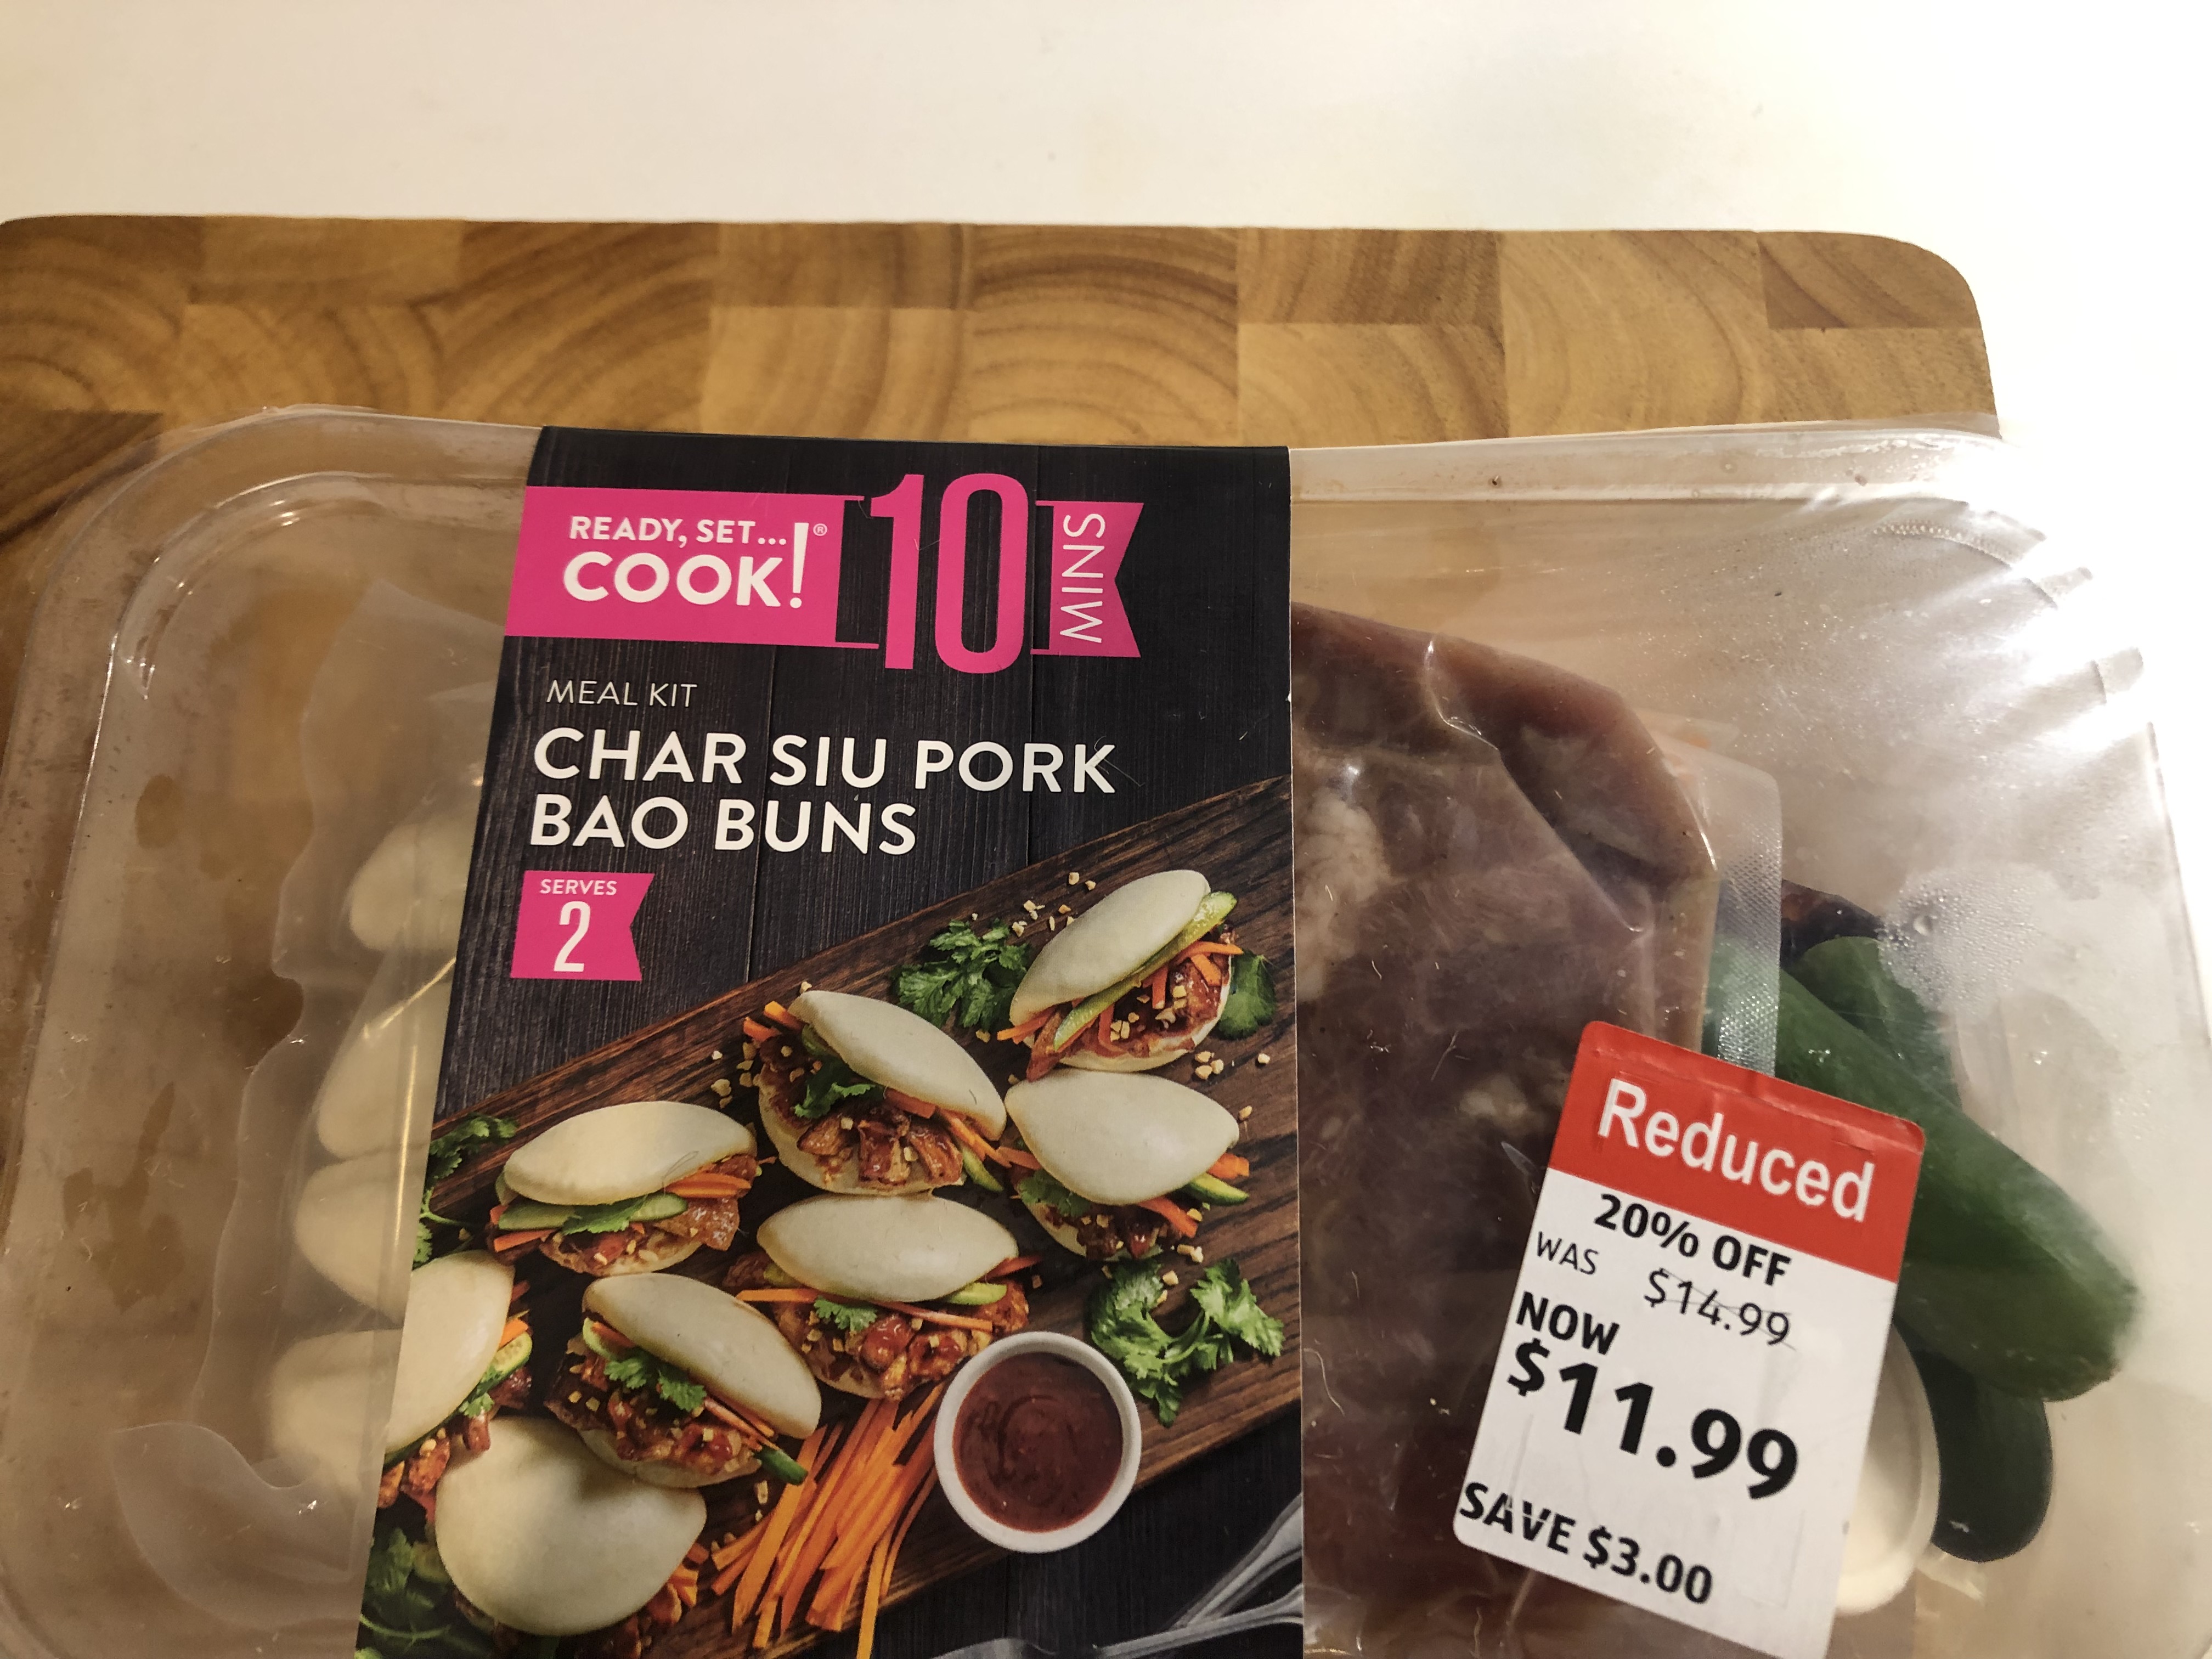 READY, SET...
COOK!®
10
MINS
MEAL KIT
CHAR SIU PORK
BAO BUNS
SERVES
2
Reduced
20% OFF
WAS $14.99
NOW
$11.99
SAVE $3.00